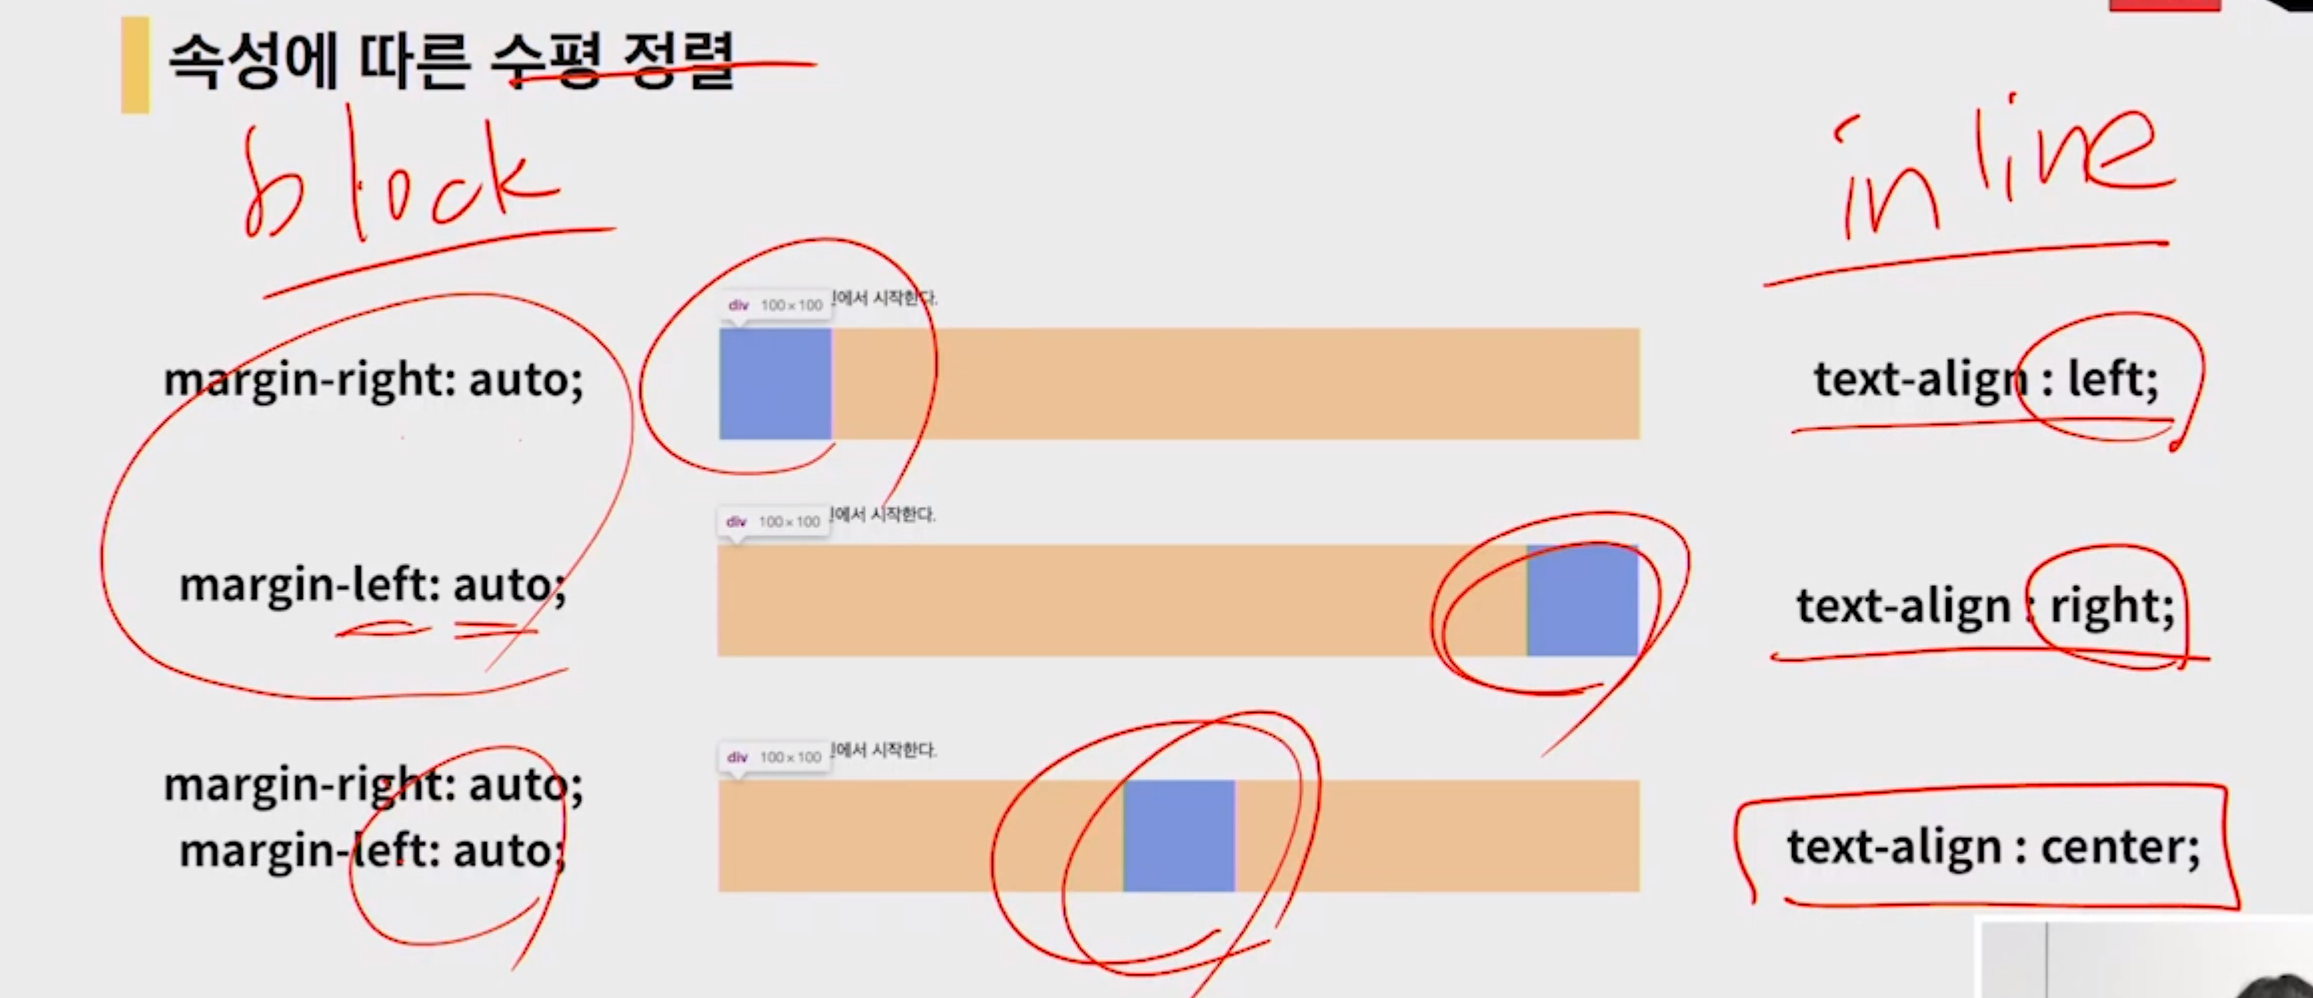 속성에 따른 수평 정렬
block
inline
div 100×100 에서 시작한다.
margin-right: auto;
text-align : left;
div 100×100 에서 시작한다.
margin-left: auto;
text-align : right;
div 100×100 에서 시작한다.
margin-right: auto;
margin-left: auto;
text-align : center;